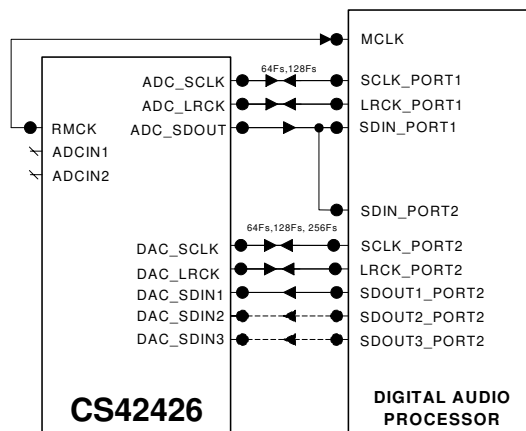 MCLK
64Fs,128Fs
ADC_SCLK
SCLK_PORT1
ADC_LRCK
LRCK_PORT1
RMCK
ADC_SDOUT
SDIN_PORT1
ADCIN1
ADCIN2
SDIN_PORT2
64Fs,128Fs, 256Fs
DAC_SCLK
SCLK_PORT2
DAC_LRCK
LRCK_PORT2
DAC_SDIN1
SDOUT1_PORT2
DAC_SDIN2
SDOUT2_PORT2
DAC_SDIN3
SDOUT3_PORT2
CS42426
DIGITAL AUDIO
PROCESSOR